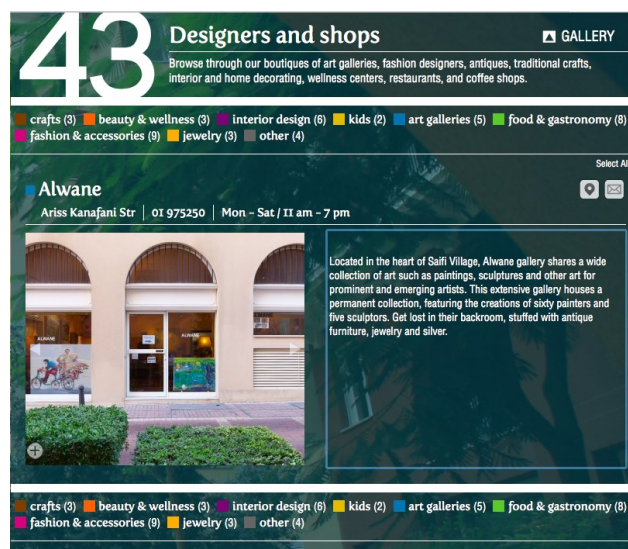 43
Designers and shops
GALLERY
Browse through our boutiques of art galleries, fashion designers, antiques, traditional crafts,
interior and home decorating, wellness centers, restaurants, and coffee shops.
crafts (3) beauty & wellness (3) interior design (6) kids (2) art galleries (5) food & gastronomy (8)
fashion & accessories (9) jewelry (3) other (4)
Select Al
Alwane
Ariss Kanafani Str | 01 975250 | Mon - Sat / 11 am - 7 pm
Located in the heart of Saifi Village, Alwane gallery shares a wide
collection of art such as paintings, sculptures and other art for
prominent and emerging artists. This extensive gallery houses a
permanent collection, featuring the creations of sixty painters and
five sculptors. Get lost in their backroom, stuffed with antique
furniture, jewelry and silver.
ALWANE
ALWANE
crafts (3) beauty & wellness (3) interior design (6) kids (2) art galleries (5) food & gastronomy (8)
fashion & accessories (9) jewelry (3) other (4)